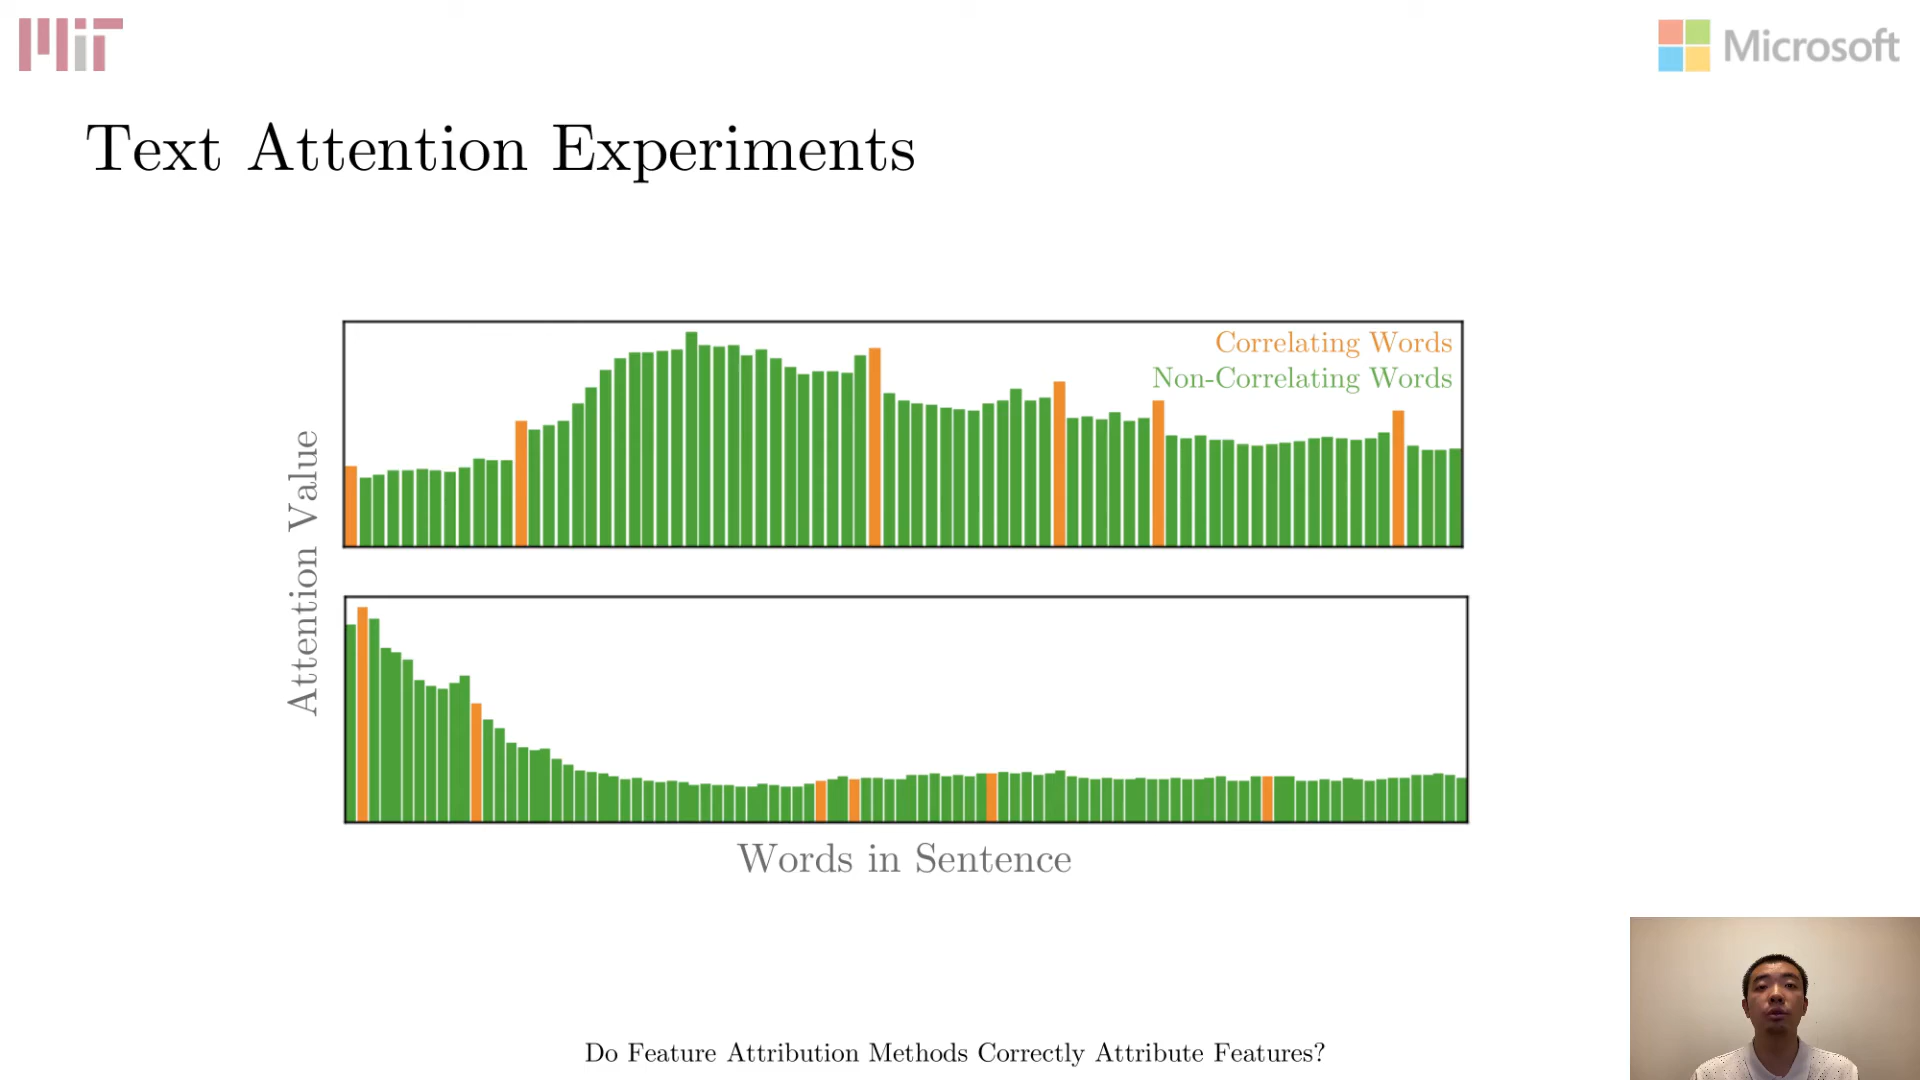 MIT
Microsoft
Text Attention Experiments
Correlating Words
Non-Correlating Words
Attention Value
Words in Sentence
Do Feature Attribution Methods Correctly Attribute Features?